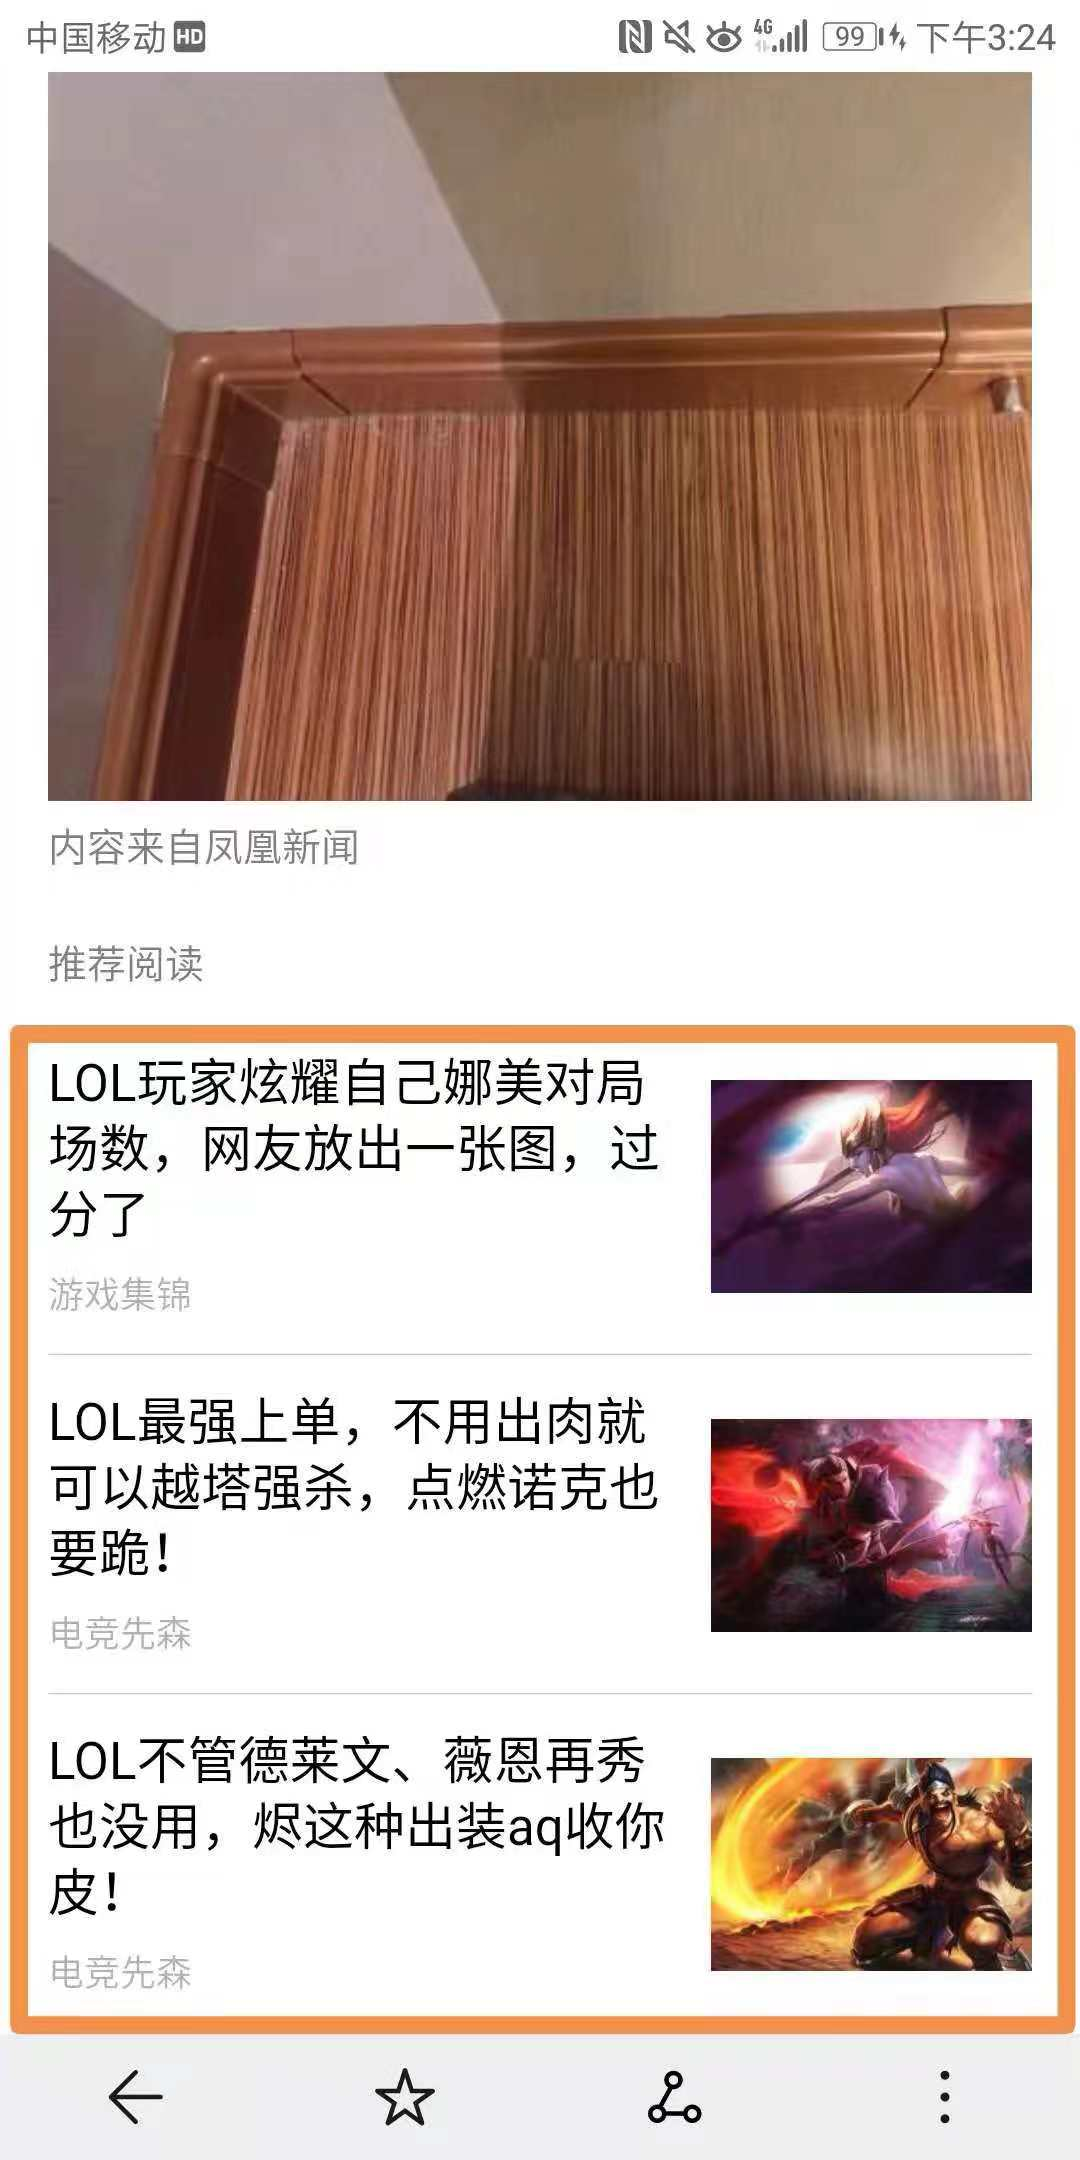 中国移动 HD 4G 99 下午3:24
内容来自凤凰新闻
推荐阅读
LOL玩家炫耀自己娜美对局
场数，网友放出一张图，过
分了
游戏集锦
LOL最强上单，不用出肉就
可以越塔强杀，点燃诺克也
要跪！
电竞先森
LOL不管德莱文、薇恩再秀
也没用，烬这种出装aq收你
皮！
电竞先森